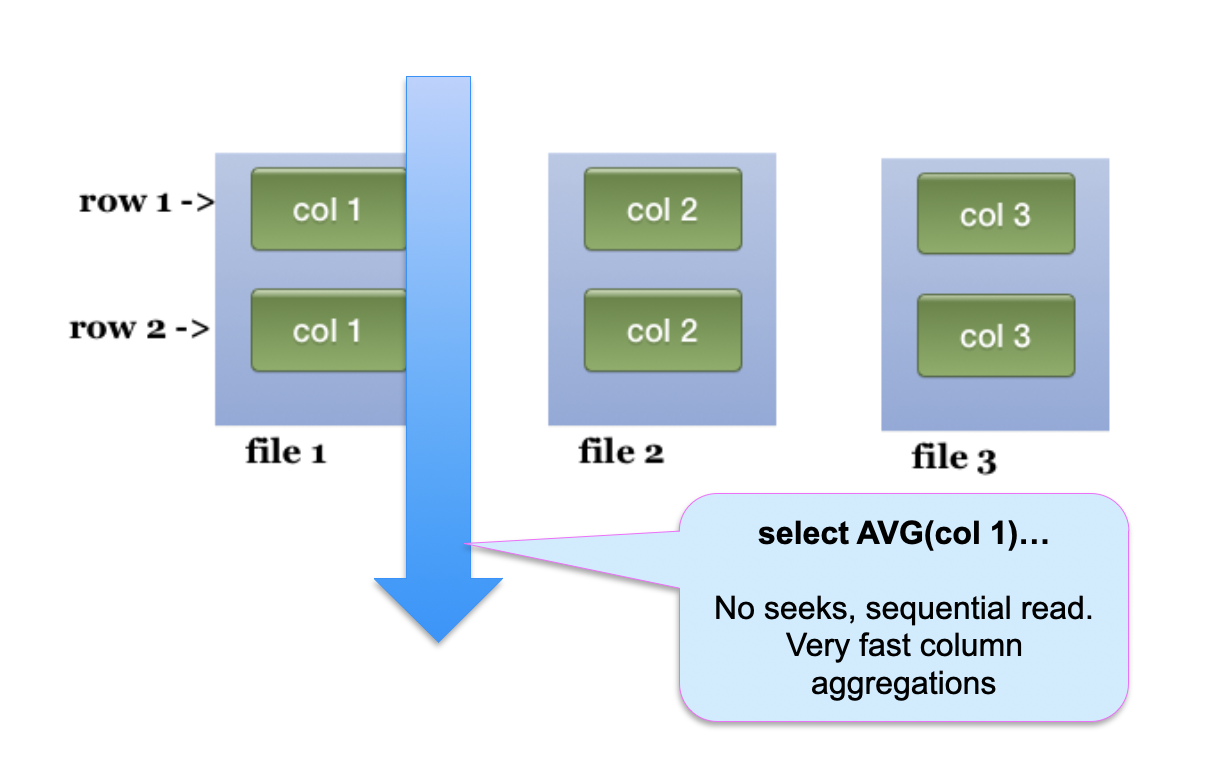 row 1 ->
col 1
col 2
col 3
row 2 ->
col 1
col 2
col 3
file 1
file 2
file 3
select AVG(col 1)…
No seeks, sequential read.
Very fast column
aggregations